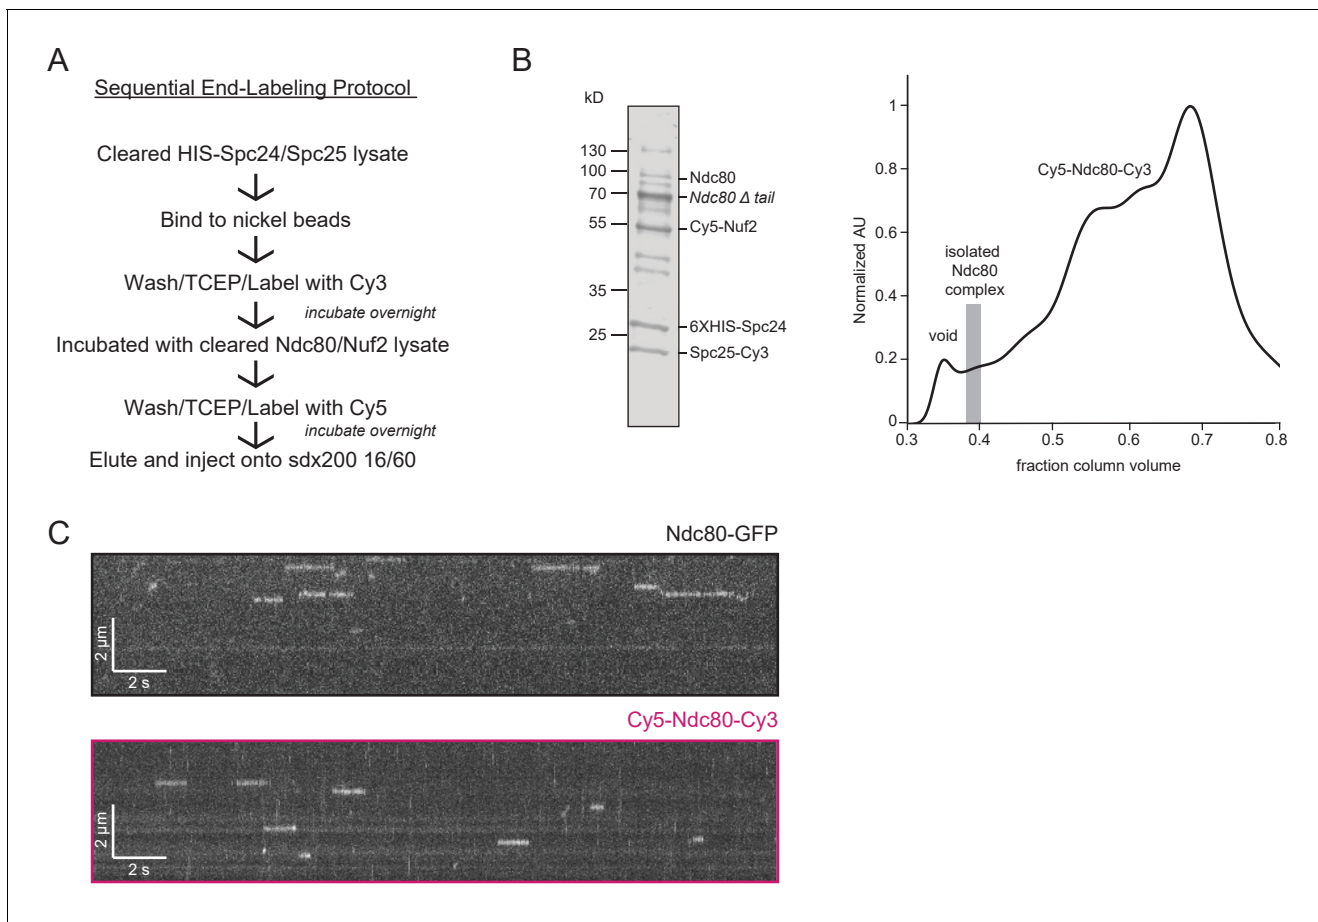 A
Sequential End-Labeling Protocol
Cleared HIS-Spc24/Spc25 lysate
Bind to nickel beads
Wash/TCEP/Label with Cy3
incubate overnight
Incubated with cleared Ndc80/Nuf2 lysate
Wash/TCEP/Label with Cy5
incubate overnight
Elute and inject onto sdx200 16/60
B
kD
130
100
70
55
35
25
Ndc80
Ndc80 Δ tail
Cy5-Nuf2
6XHIS-Spc24
Spc25-Cy3
Normalized AU
1
0.8
0.6
0.4
0.2
0
Cy5-Ndc80-Cy3
isolated
Ndc80
complex
void
0.3 0.4 0.5 0.6 0.7 0.8
fraction column volume
C
Ndc80-GFP
2 μm
2 s
Cy5-Ndc80-Cy3
2 μm
2 s